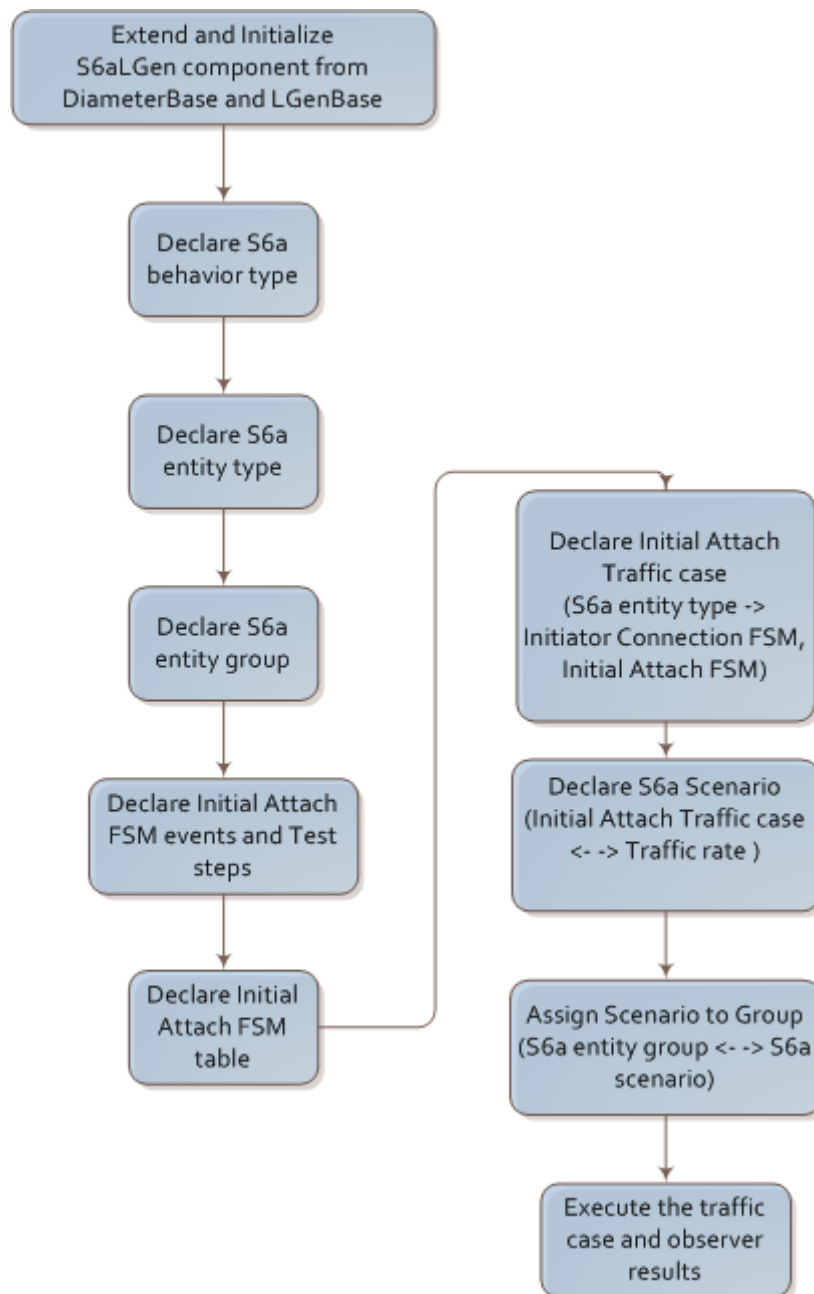 Extend and Initialize
S6aLGen component from
DiameterBase and LGenBase
Declare S6a
behavior type
Declare S6a
entity type
Declare S6a
entity group
Declare Initial Attach
FSM events and Test
steps
Declare Initial
Attach FSM
table
Declare Initial Attach
Traffic case
(S6a entity type ->
Initiator Connection FSM,
Initial Attach FSM)
Declare S6a Scenario
(Initial Attach Traffic case
<- -> Traffic rate )
Assign Scenario to Group
(S6a entity group <- -> S6a
scenario)
Execute the traffic
case and observer
results